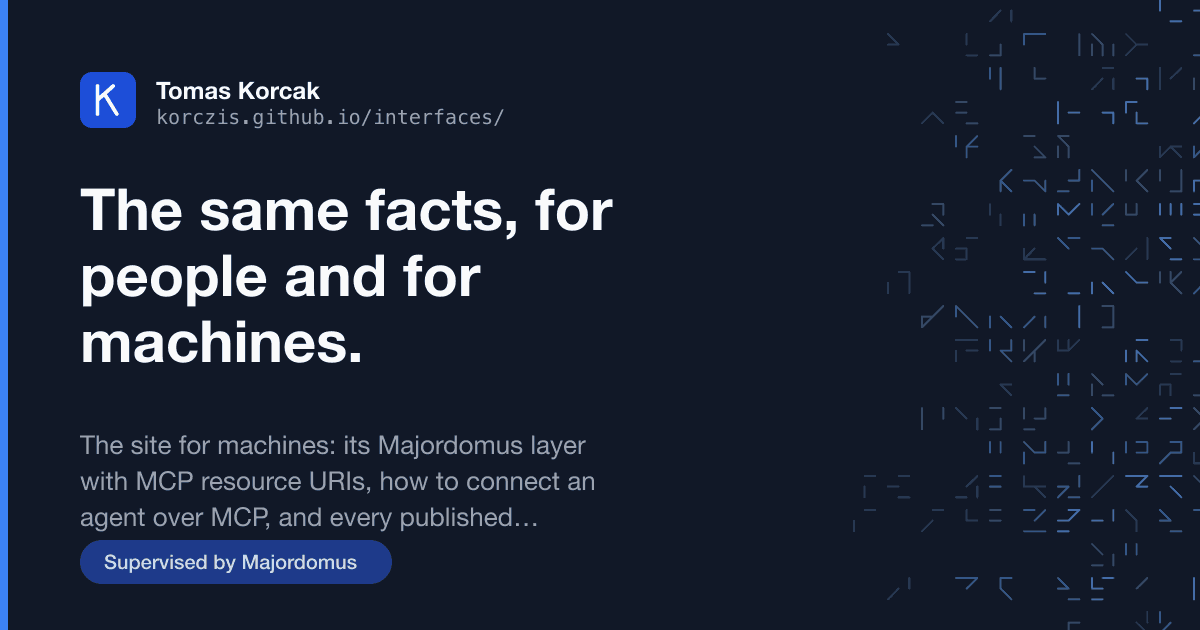 Tomas Korcak
korczis.github.io/interfaces/
The same facts, for
people and for
machines.
The site for machines: its Majordomus layer
with MCP resource URIs, how to connect an
agent over MCP, and every published…
Supervised by Majordomus